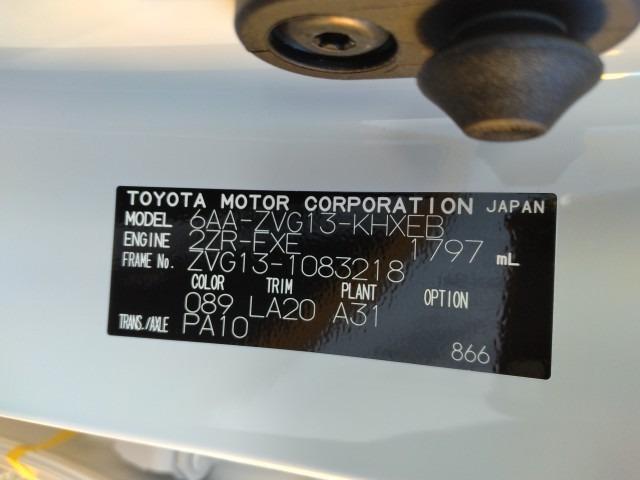 TOYOTA MOTOR CORPORATION JAPAN
MODEL 6AA-ZVG13-KHXEB
ENGINE 2ZR-EXE 1797 mL
FRAME No. ZVG13-1083218
COLOR TRIM PLANT OPTION
089 LA20 A31
TRANS./AXLE PA10
866